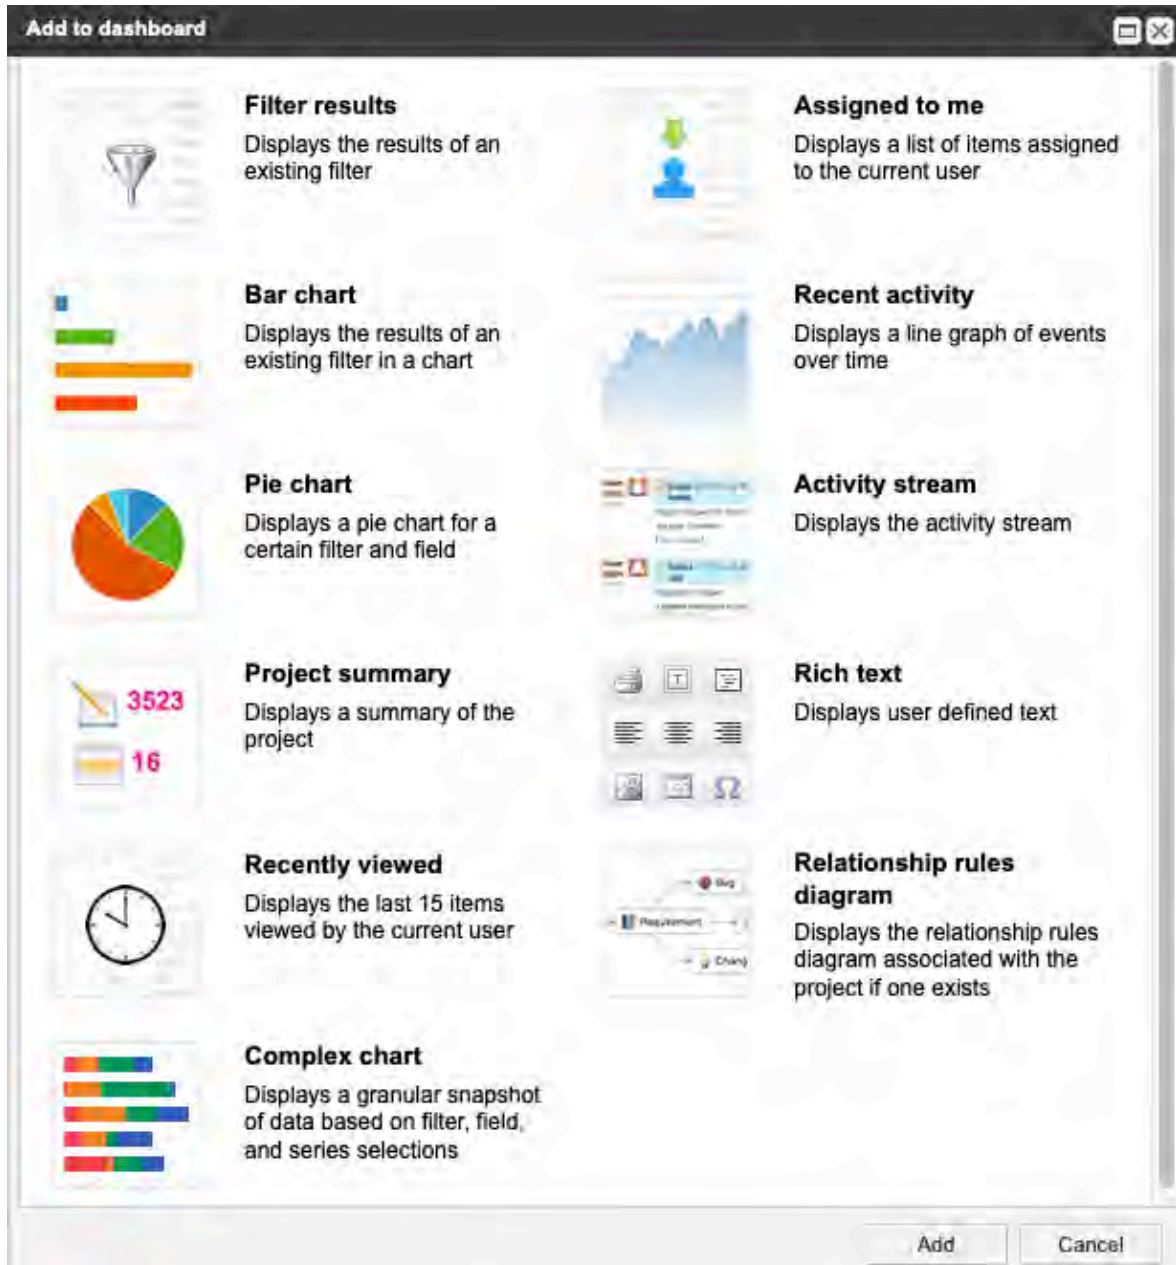 Add to dashboard
Filter results
Displays the results of an
existing filter
Assigned to me
Displays a list of items assigned
to the current user
Bar chart
Displays the results of an
existing filter in a chart
Recent activity
Displays a line graph of events
over time
Pie chart
Displays a pie chart for a
certain filter and field
Activity stream
Displays the activity stream
Project summary
Displays a summary of the
project
3523
16
Rich text
Displays user defined text
T
Ω
Recently viewed
Displays the last 15 items
viewed by the current user
Relationship rules
diagram
Displays the relationship rules
diagram associated with the
project if one exists
Bug
Requirement
Chang
Complex chart
Displays a granular snapshot
of data based on filter, field,
and series selections
Add
Cancel